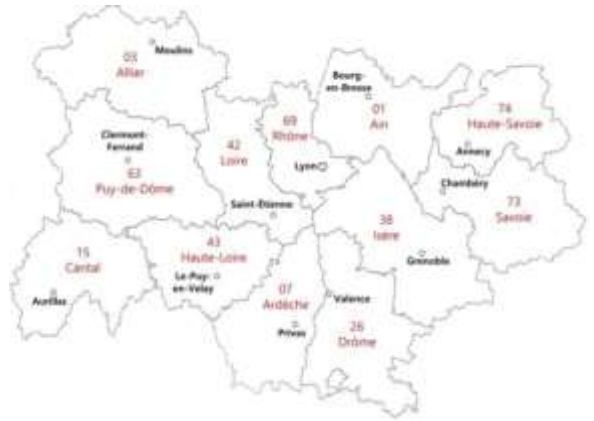 03
Allier
Moulins
Bourg-
en-Bresse
01
Ain
74
Haute-Savoie
Annecy
69
Rhône
Lyon
42
Loire
Clermont-
Ferrand
63
Puy-de-Dôme
Saint-Etienne
Chambéry
73
Savoie
38
Isère
Grenoble
15
Cantal
Aurillac
43
Haute-Loire
Le-Puy-
en-Velay
07
Ardèche
Privas
Valence
26
Drôme